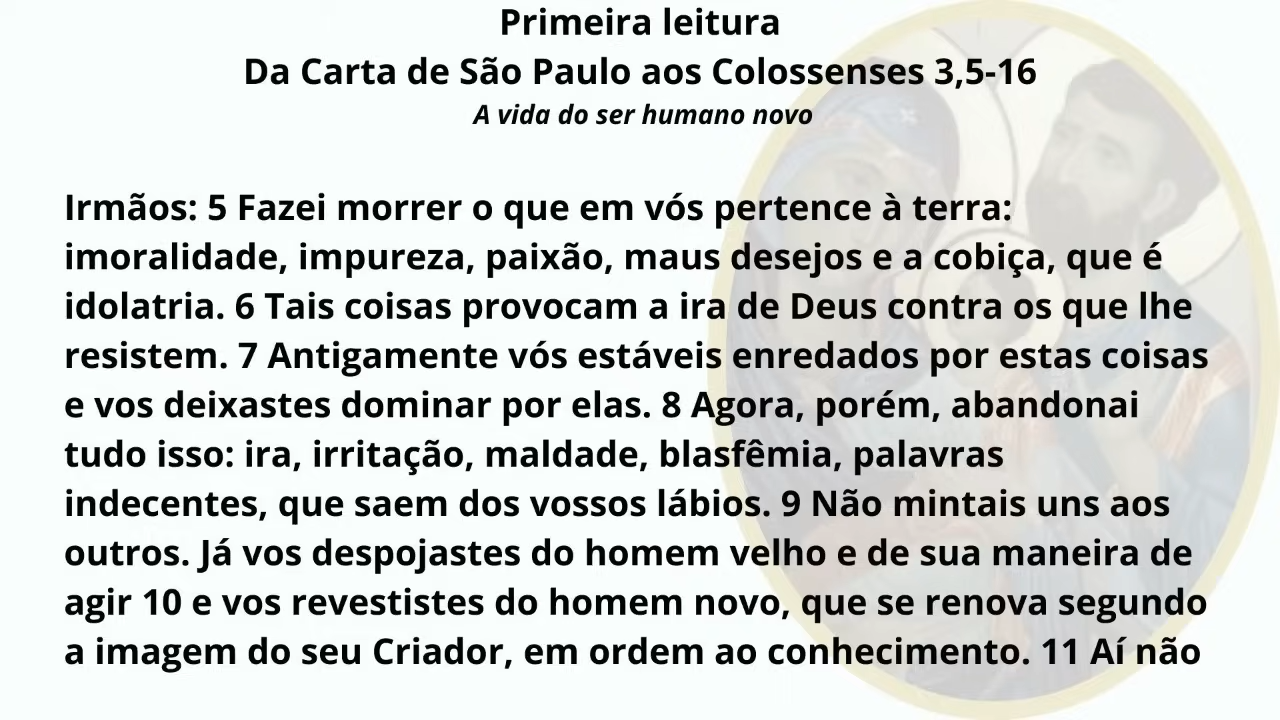 Primeira leitura
Da Carta de São Paulo aos Colossenses 3,5-16
A vida do ser humano novo
Irmãos: 5 Fazei morrer o que em vós pertence à terra:
imoralidade, impureza, paixão, maus desejos e a cobiça, que é
idolatria. 6 Tais coisas provocam a ira de Deus contra os que lhe
resistem. 7 Antigamente vós estáveis enredados por estas coisas
e vos deixastes dominar por elas. 8 Agora, porém, abandonai
tudo isso: ira, irritação, maldade, blasfêmia, palavras
indecentes, que saem dos vossos lábios. 9 Não mintais uns aos
outros. Já vos despojastes do homem velho e de sua maneira de
agir 10 e vos revestistes do homem novo, que se renova segundo
a imagem do seu Criador, em ordem ao conhecimento. 11 Aí não